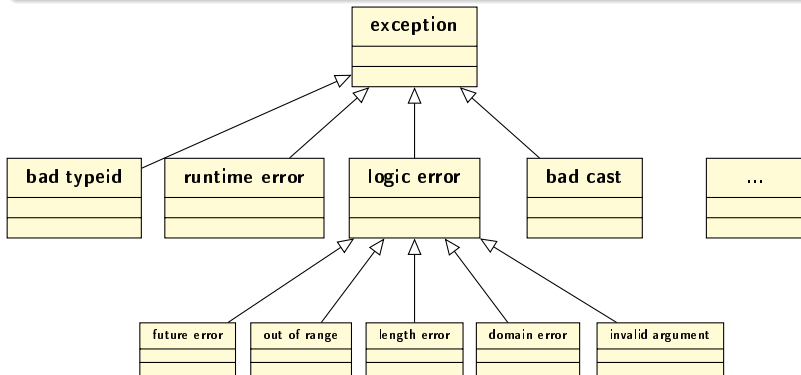 exception
bad typeid
runtime error
logic error
bad cast
...
future error
out of range
length error
domain error
invalid argument